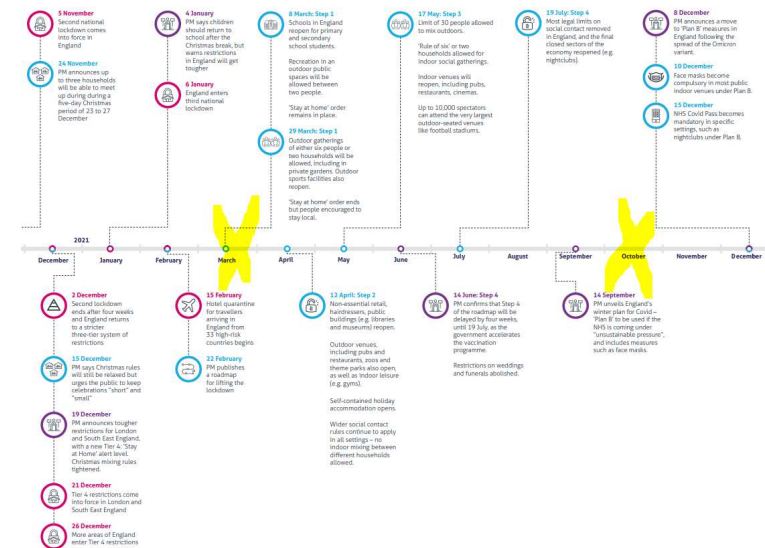 5 November
Second national
lockdown comes
into force in
England
24 November
PM announces up
to three households
will be able to meet
up during during a
five-day Christmas
period of 23 to 27
December
4 January
PM says children
should return to
school after the
Christmas break, but
warns restrictions
in England will get
tougher
6 January
England enters
third national
lockdown
8 March: Step 1
Schools in England
reopen for primary
and secondary
school students.
Recreation in an
outdoor public
spaces will be
allowed between
two people.
'Stay at home' order
remains in place.
29 March: Step 1
Outdoor gatherings
of either six people or
two households will be
allowed, including in
private gardens. Outdoor
sports facilities also
reopen.
'Stay at home' order ends
but people encouraged to
stay local.
17 May: Step 3
Limit of 30 people allowed
to mix outdoors.
'Rule of six' or two
households allowed for
indoor social gatherings.
Indoor venues will
reopen, including pubs,
restaurants, cinemas.
Up to 10,000 spectators
can attend the very largest
outdoor-seated venues
like football stadiums.
19 July: Step 4
Most legal limits on
social contact removed
in England, and the final
closed sectors of the
economy reopened (e.g.
nightclubs).
8 December
PM announces a move
to 'Plan B' measures in
England following the
spread of the Omicron
variant.
10 December
Face masks become
compulsory in most public
indoor venues under Plan B.
15 December
NHS Covid Pass becomes
mandatory in specific
settings, such as
nightclubs under Plan B.
2021
December January February March April May June July August September October November December
2 December
Second lockdown
ends after four weeks
and England returns
to a stricter
three-tier system of
restrictions
15 December
PM says Christmas rules
will still be relaxed but
urges the public to keep
celebrations "short" and
"small"
19 December
PM announces tougher
restrictions for London
and South East England,
with a new Tier 4: 'Stay
at Home' alert level.
Christmas mixing rules
tightened.
21 December
Tier 4 restrictions come
into force in London and
South East England
26 December
More areas of England
enter Tier 4 restrictions
15 February
Hotel quarantine
for travellers
arriving in
England from
33 high-risk
countries begins
22 February
PM publishes
a roadmap
for lifting the
lockdown
12 April: Step 2
Non-essential retail,
hairdressers, public
buildings (e.g. libraries
and museums) reopen.
Outdoor venues,
including pubs and
restaurants, zoos and
theme parks also open,
as well as indoor leisure
(e.g. gyms).
Self-contained holiday
accommodation opens.
Wider social contact
rules continue to apply
in all settings – no
indoor mixing between
different households
allowed.
14 June: Step 4
PM confirms that Step 4
of the roadmap will be
delayed by four weeks,
until 19 July, as the
government accelerates
the vaccination
programme.
Restrictions on weddings
and funerals abolished.
14 September
PM unveils England's
winter plan for Covid –
'Plan B' to be used if the
NHS is coming under
"unsustainable pressure",
and includes measures
such as face masks.